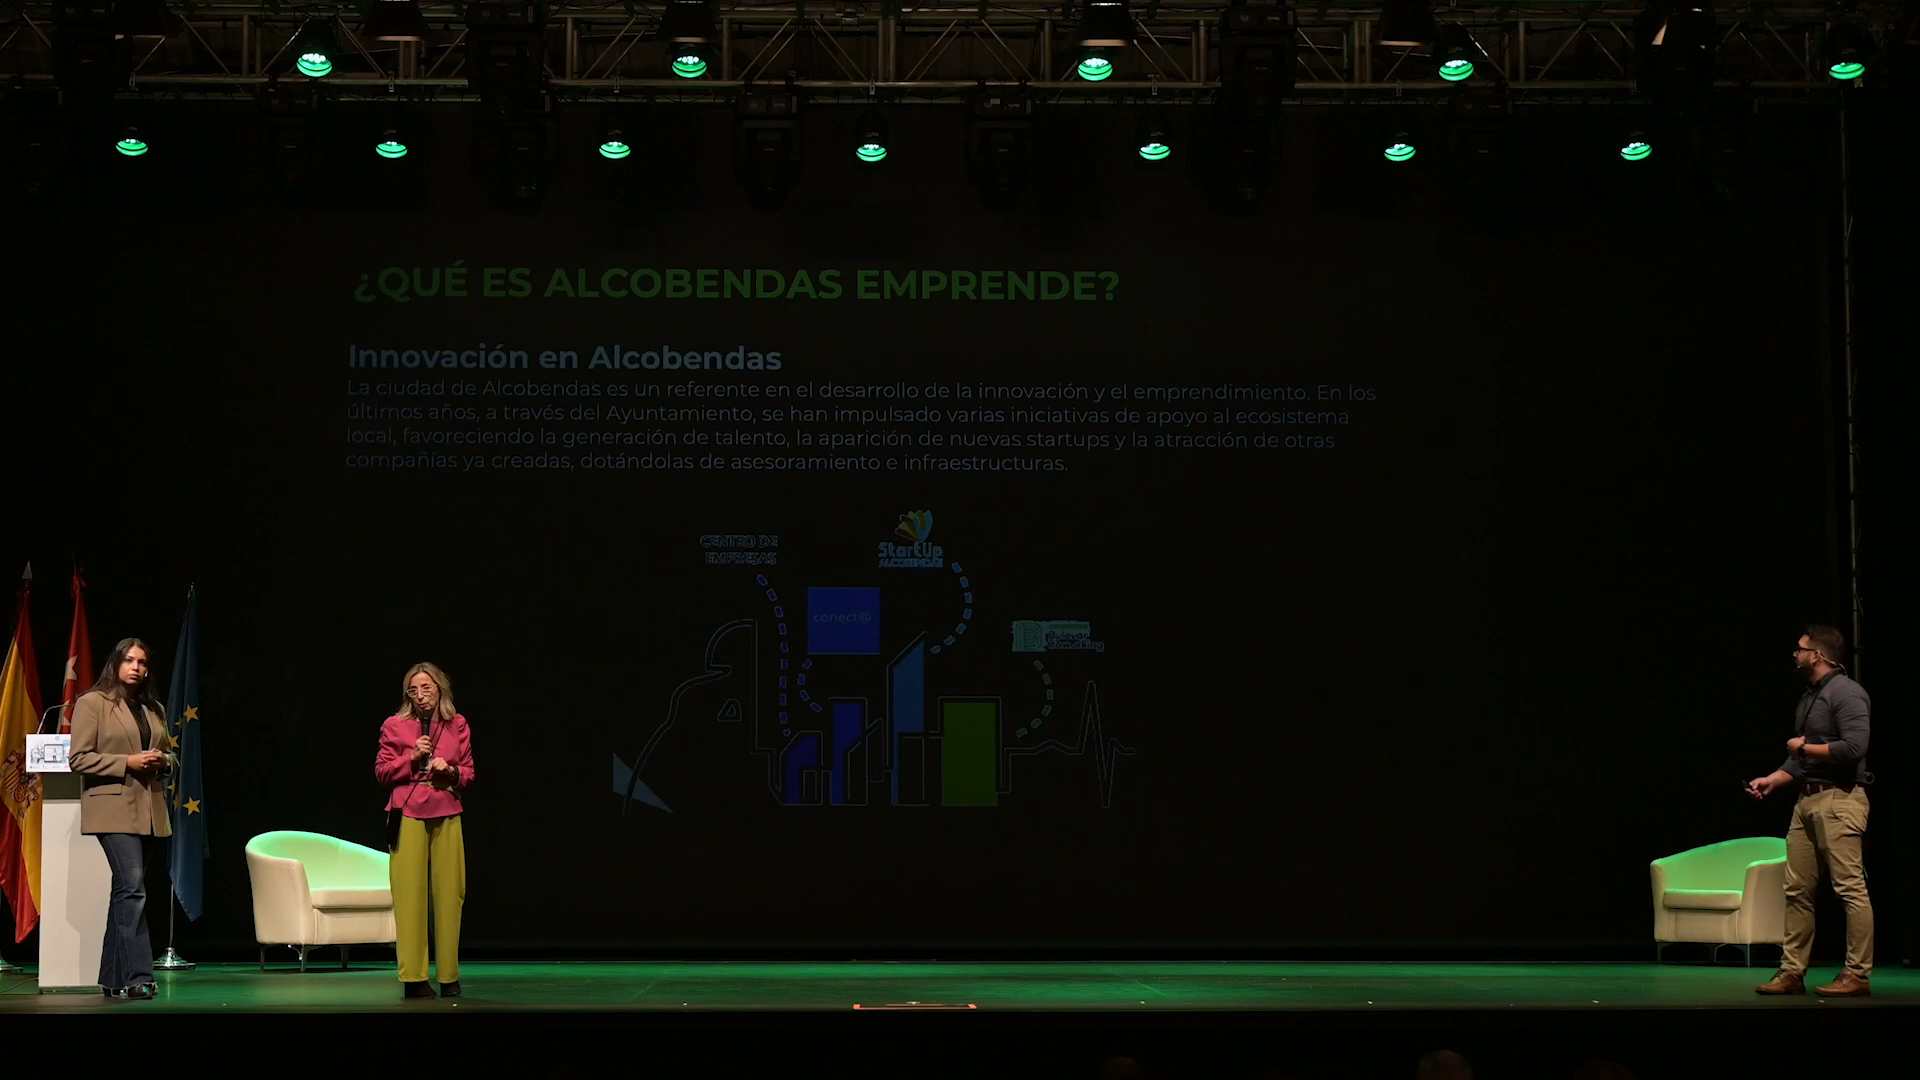 ¿QUÉ ES ALCOBENDAS EMPRENDE?
Innovación en Alcobendas
La ciudad de Alcobendas es un referente en el desarrollo de la innovación y el emprendimiento. En los
últimos años, a través del Ayuntamiento, se han impulsado varias iniciativas de apoyo al ecosistema
local, favoreciendo la generación de talento, la aparición de nuevas startups y la atracción de otras
compañías ya creadas, dotándolas de asesoramiento e infraestructuras.
CENTRO DE
EMPRESAS
StartUp
ALCOBENDAS
conect@
B Bulevar
Coworking